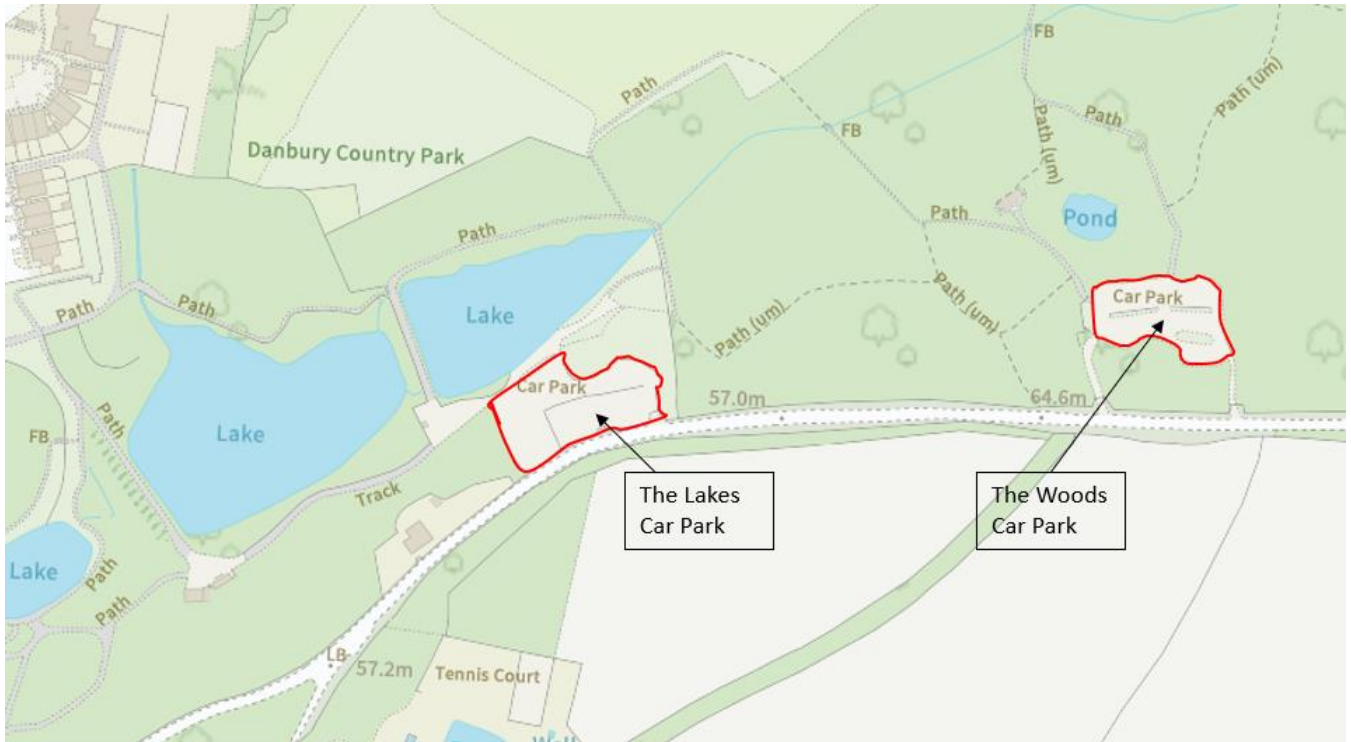 FB
Path
Path (um)
Path
Path (um)
FB
Danbury Country Park
Path
Pond
Path
Path
Path
Lake
Path (um)
Path (um)
Car Park
Car Park
57.0m
64.6m
Lake
FB
Path
Track
The Lakes
Car Park
The Woods
Car Park
Lake
Path
Path
LB
57.2m
Tennis Court